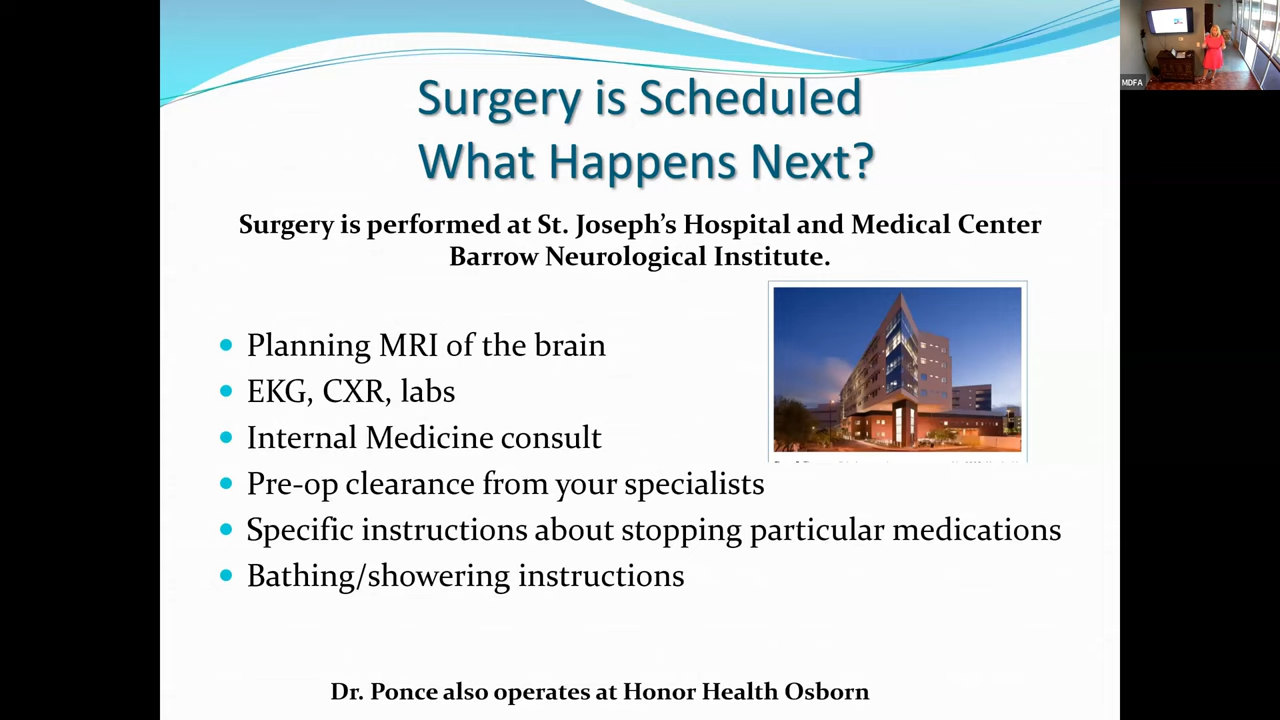 Surgery is Scheduled
What Happens Next?
Surgery is performed at St. Joseph’s Hospital and Medical Center
Barrow Neurological Institute.
• Planning MRI of the brain
• EKG, CXR, labs
• Internal Medicine consult
• Pre-op clearance from your specialists
• Specific instructions about stopping particular medications
• Bathing/showering instructions
Dr. Ponce also operates at Honor Health Osborn
MDFA